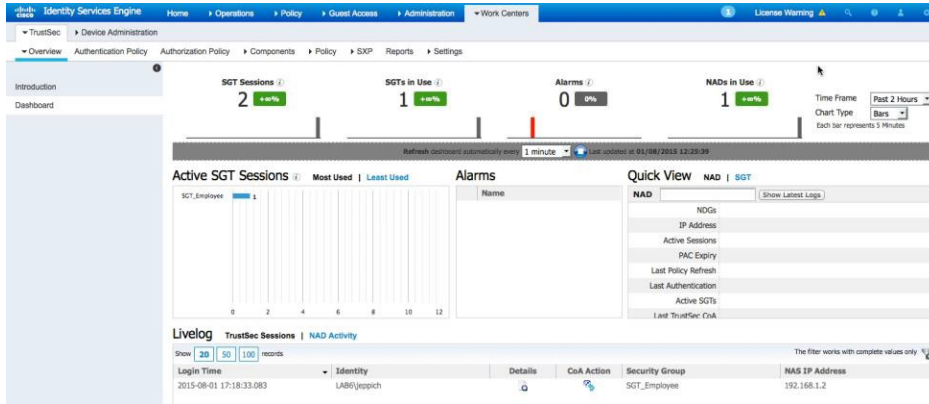 cisco Identity Services Engine Home Operations Policy Guest Access Administration Work Centers 1 License Warning
TrustSec Device Administration
Overview Authentication Policy Authorization Policy Components Policy SXP Reports Settings
Introduction
Dashboard
SGT Sessions SGTs in Use Alarms NADs in Use
2 +∞% 1 +∞% 0 0% 1 +∞%
Time Frame Past 2 Hours
Chart Type Bars
Each bar represents 5 Minutes
Refresh dashboard automatically every 1 minute Last updated at 01/08/2015 12:25:39
Active SGT Sessions Most Used | Least Used
SGT_Employee 1
0 2 4 6 8 10 12
Alarms
Name
Quick View NAD | SGT
NAD Show Latest Logs
NDGs
IP Address
Active Sessions
PAC Expiry
Last Policy Refresh
Last Authentication
Active SGTs
Last TrustSec CoA
Livelog TrustSec Sessions | NAD Activity
Show 20 50 100 records The filter works with complete values only
Login Time Identity Details CoA Action Security Group NAS IP Address
2015-08-01 17:18:33.083 LAB6\jeppich SGT_Employee 192.168.1.2